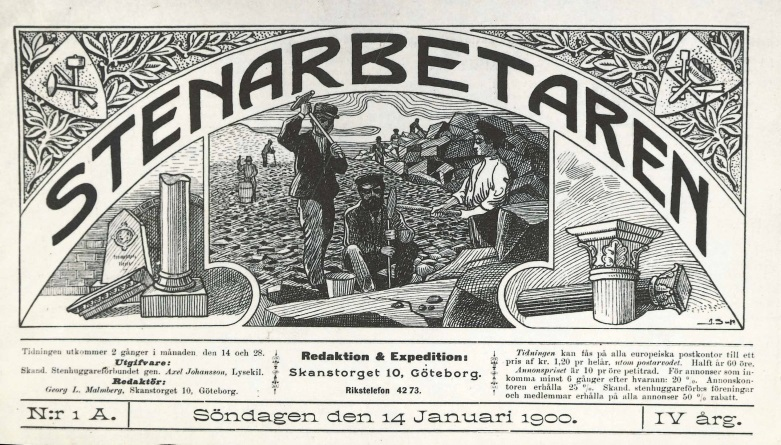 STENARBETAREN
Tidningen utkommer 2 gånger i månaden den 14 och 28.
Utgifvare:
Skand. Stenhuggareförbundet gen. Axel Johansson, Lysekil.
Redaktör:
Georg L. Malmberg, Skanstorget 10, Göteborg.
Redaktion & Expedition:
Skanstorget 10, Göteborg.
Rikstelefon 42 73.
Tidningen kan fås på alla europeiska postkontor till ett
pris af kr. 1,20 pr helår, utom postarvodet. Halft år 60 öre.
Annonspriset är 10 pr öre petitrad. För annonser som in-
komma minst 6 gånger efter hvarann: 20 %. Annonskon-
toren erhålla 25 %. Skand. stenhuggareförbs föreningar
och medlemmar erhålla på alla annonser 50 % rabatt.
N:r 1 A.
Söndagen den 14 Januari 1900.
IV årg.